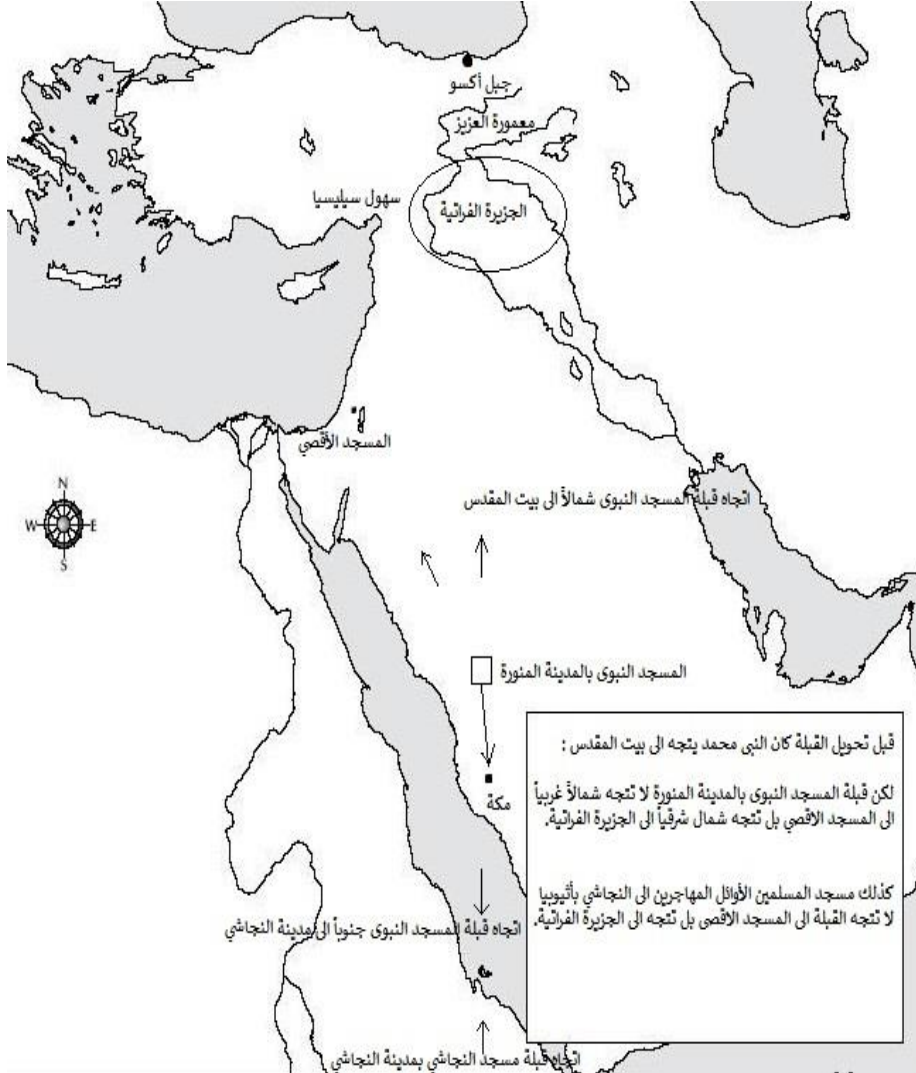 جبل أكسو
معمورة العزيز
سهول سيليسيا
الجزيرة الفراتية
المسجد الأقصي
N
W E
S
اتجاه قبلة المسجد النبوى شمالاً الى بيت المقدس
المسجد النبوى بالمدينة المنورة
مكة
قبل تحويل القبلة كان النبى محمد يتجه الى بيت المقدس :
لكن قبلة المسجد النبوى بالمدينة المنورة لا تتجه شمالاً غربياً
الى المسجد الاقصي بل تتجه شمال شرقياً الى الجزيرة الفراتية.
كذلك مسجد المسلمين الأوائل المهاجرين الى النجاشي بأثيوبيا
لا تتجه القبلة الى المسجد الاقصى بل تتجه الى الجزيرة الفراتية.
اتجاه قبلة المسجد النبوى جنوباً الى مدينة النجاشي
اتجاه قبلة مسجد النجاشي بمدينة النجاشي